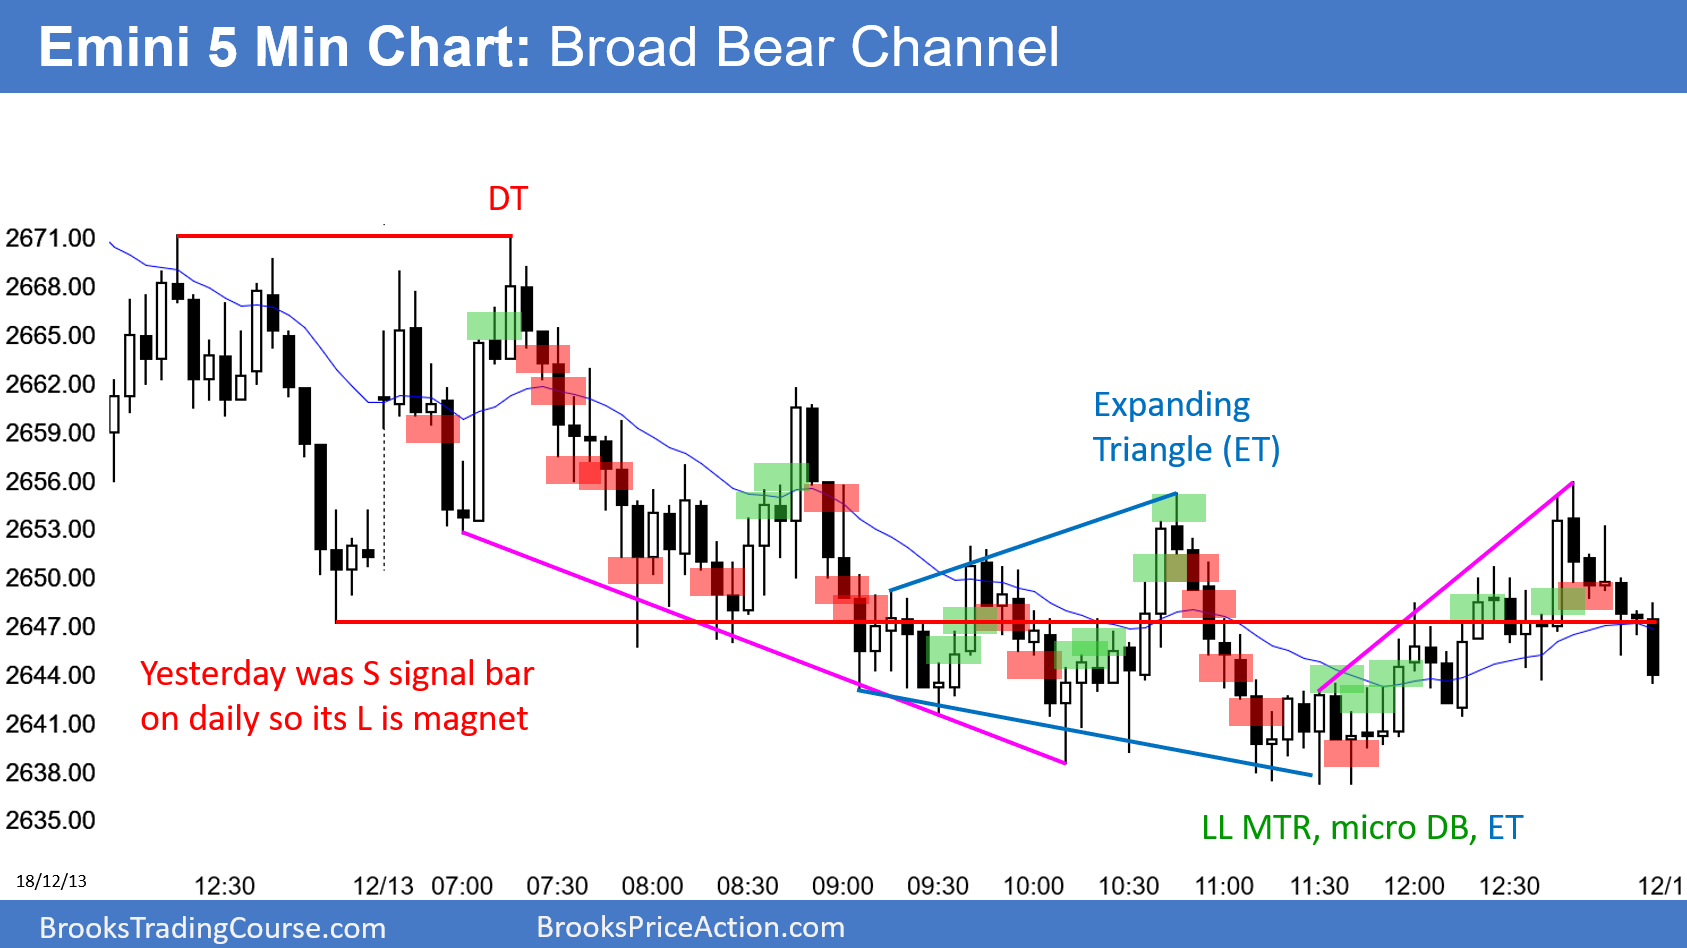 Emini 5 Min Chart: Broad Bear Channel
DT
2671.00
2668.00
2665.00
2662.00
2659.00
2656.00
2653.00
2650.00
2647.00
2644.00
2641.00
2638.00
2635.00
Expanding
Triangle (ET)
Yesterday was S signal bar
on daily so its L is magnet
LL MTR, micro DB, ET
18/12/13
12:30 12/13 07:00 07:30 08:00 08:30 09:00 09:30 10:00 10:30 11:00 11:30 12:00 12:30 12/1
BrooksTradingCourse.com BrooksPriceAction.com